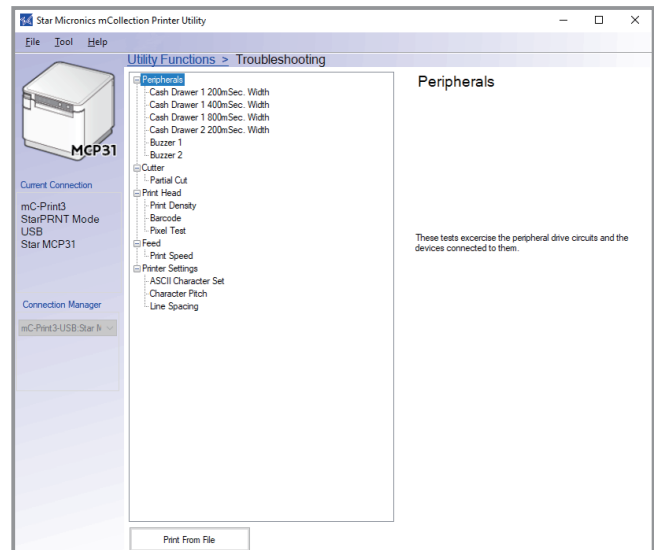 Star Micronics mCollection Printer Utility
File Tool Help
Utility Functions > Troubleshooting
MCP31
Current Connection
mC-Print3
StarPRNT Mode
USB
Star MCP31
Connection Manager
mC-Print3-USB:Star M
Peripherals
Cash Drawer 1 200mSec. Width
Cash Drawer 1 400mSec. Width
Cash Drawer 1 800mSec. Width
Cash Drawer 2 200mSec. Width
Buzzer 1
Buzzer 2
Cutter
Partial Cut
Print Head
Print Density
Barcode
Pixel Test
Feed
Print Speed
Printer Settings
ASCII Character Set
Character Pitch
Line Spacing
Print From File
Peripherals
These tests excercise the peripheral drive circuits and the
devices connected to them.